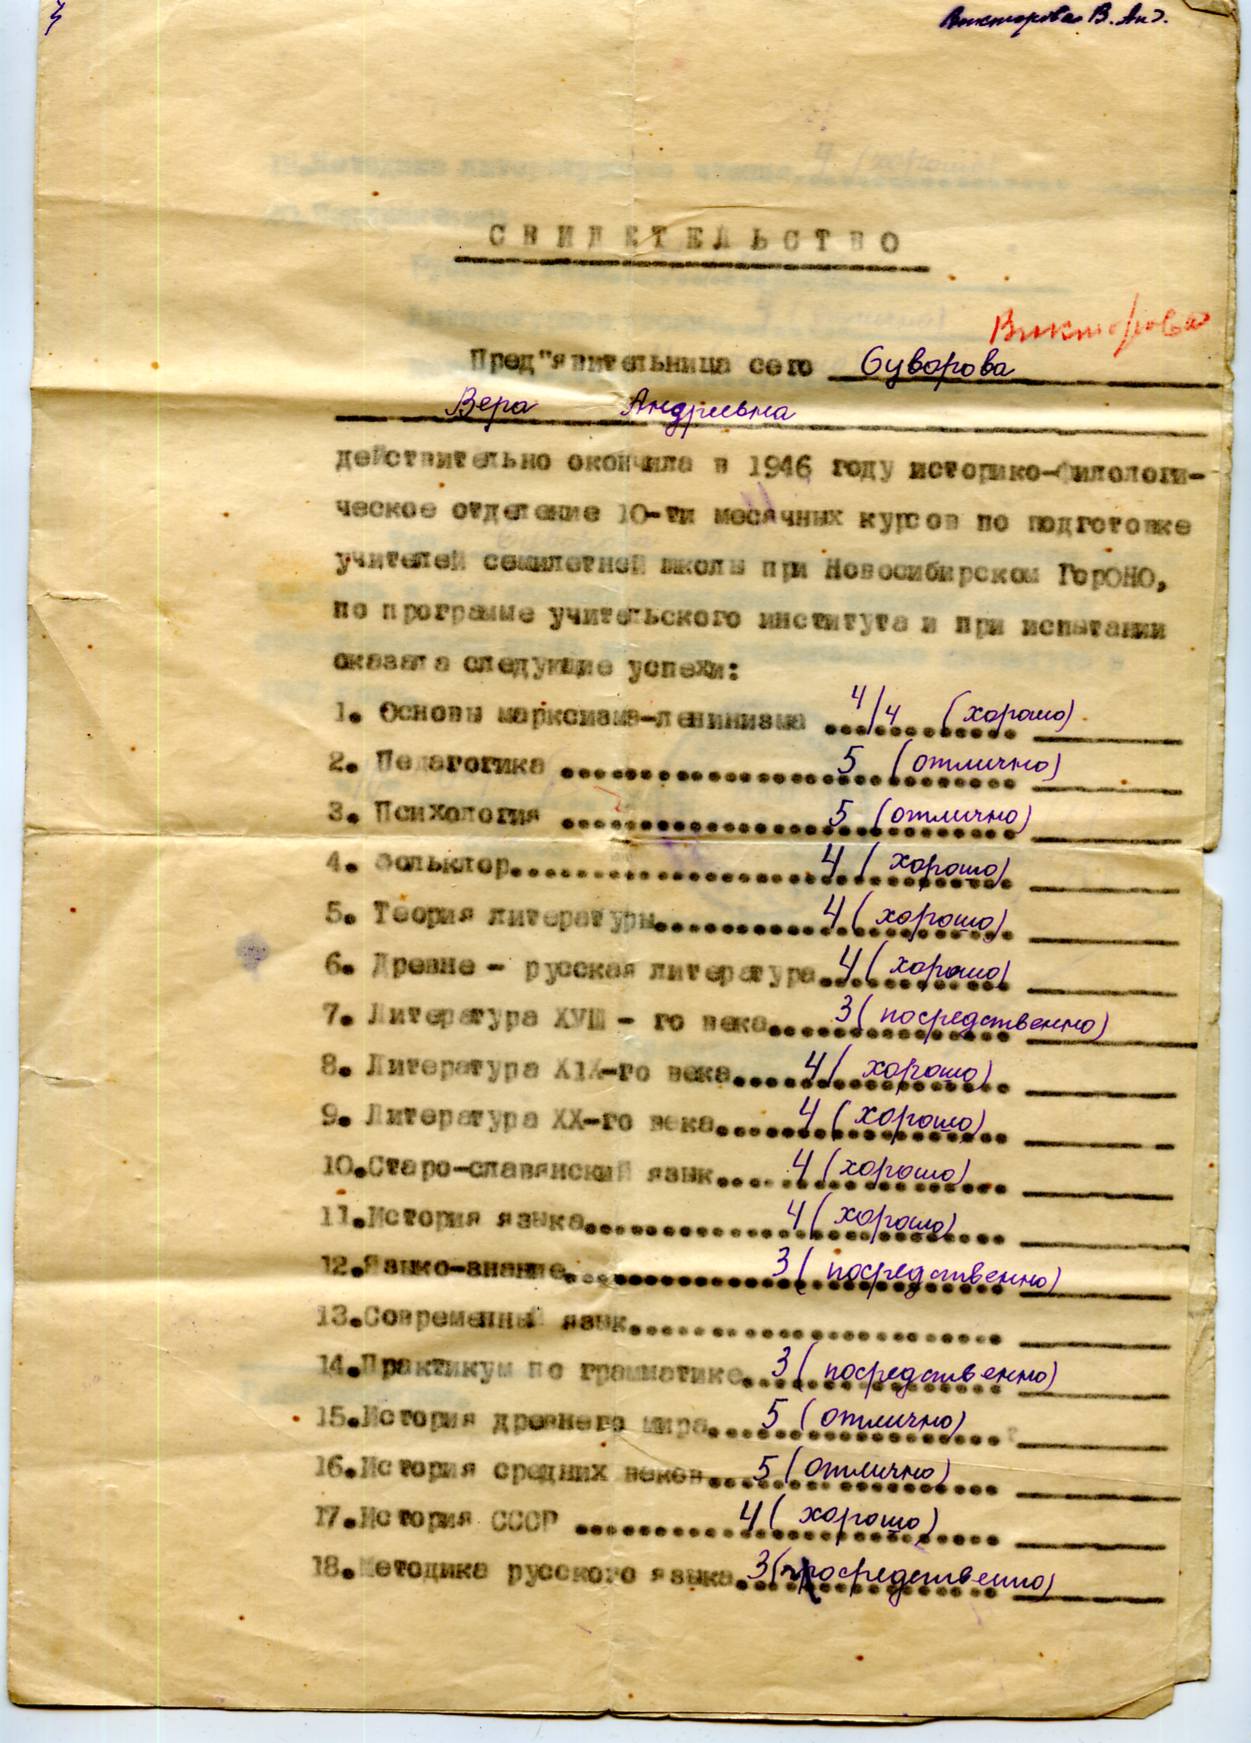 Викторова В. Анд.
СВИДЕТЕЛЬСТВО
Викторова
Пред"явительница сего Суворова
Вера Андреевна
действительно окончила в 1946 году историко-филологи-
ческое отделение 10-ти месячных курсов по подготовке
учителей семилетней школы при Новосибирском ГорОНО,
по программе учительского института и при испытании
оказала следующие успехи:
1. Основы марксизма-ленинизма ............ 4/4 (хорошо)
2. Педагогика .............................. 5 (отлично)
3. Психология .............................. 5 (отлично)
4. Фольклор................................ 4 (хорошо)
5. Теория литературы...................... 4 (хорошо)
6. Древне - русская литература............ 4 (хорошо)
7. Литература ХУШ - го века............... 3 (посредственно)
8. Литература XIX-го века................. 4 (хорошо)
9. Литература XX-го века.................. 4 (хорошо)
10.Старо-славянский язык.................. 4 (хорошо)
11.История языка........................... 4 (хорошо)
12.Языко-знание............................ 3 (посредственно)
13.Современный язык.........................
14.Практикум по грамматике................ 3 (посредственно)
15.История древнего мира.................. 5 (отлично)
16.История средних веков.................. 5 (отлично)
17.История СССР ........................... 4 (хорошо)
18.Методика русского языка................ 3 (посредственно)